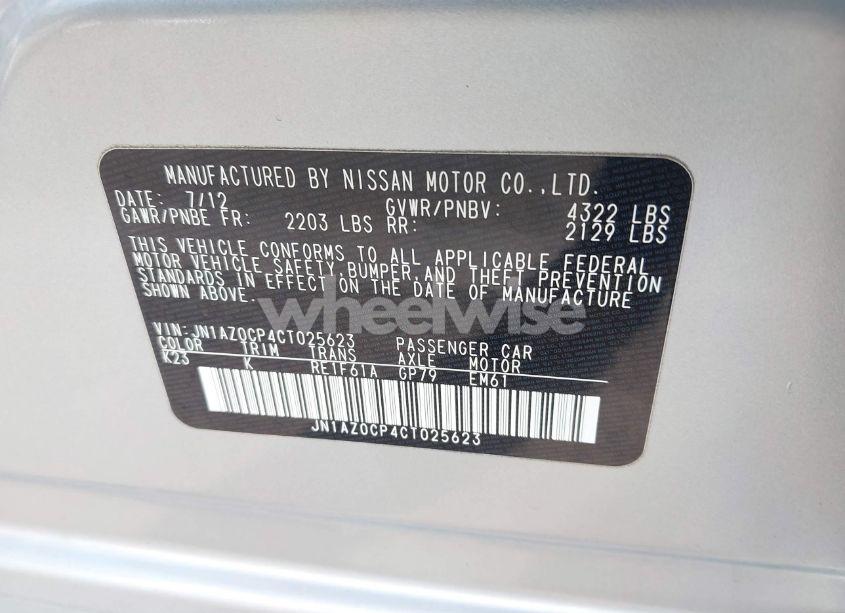 MANUFACTURED BY NISSAN MOTOR CO.,LTD.
DATE: 7/12 GVWR/PNBV: 4322 LBS
GAWR/PNBE FR: 2203 LBS RR: 2129 LBS
THIS VEHICLE CONFORMS TO ALL APPLICABLE FEDERAL
MOTOR VEHICLE SAFETY,BUMPER,AND THEFT PREVENTION
STANDARDS IN EFFECT ON THE DATE OF MANUFACTURE
SHOWN ABOVE.
wheelwise
VIN:JN1AZ0CP4CT025623 PASSENGER CAR
COLOR TRIM TRANS AXLE MOTOR
K23 K RE1F61A GP79 EM61
JN1AZ0CP4CT025623